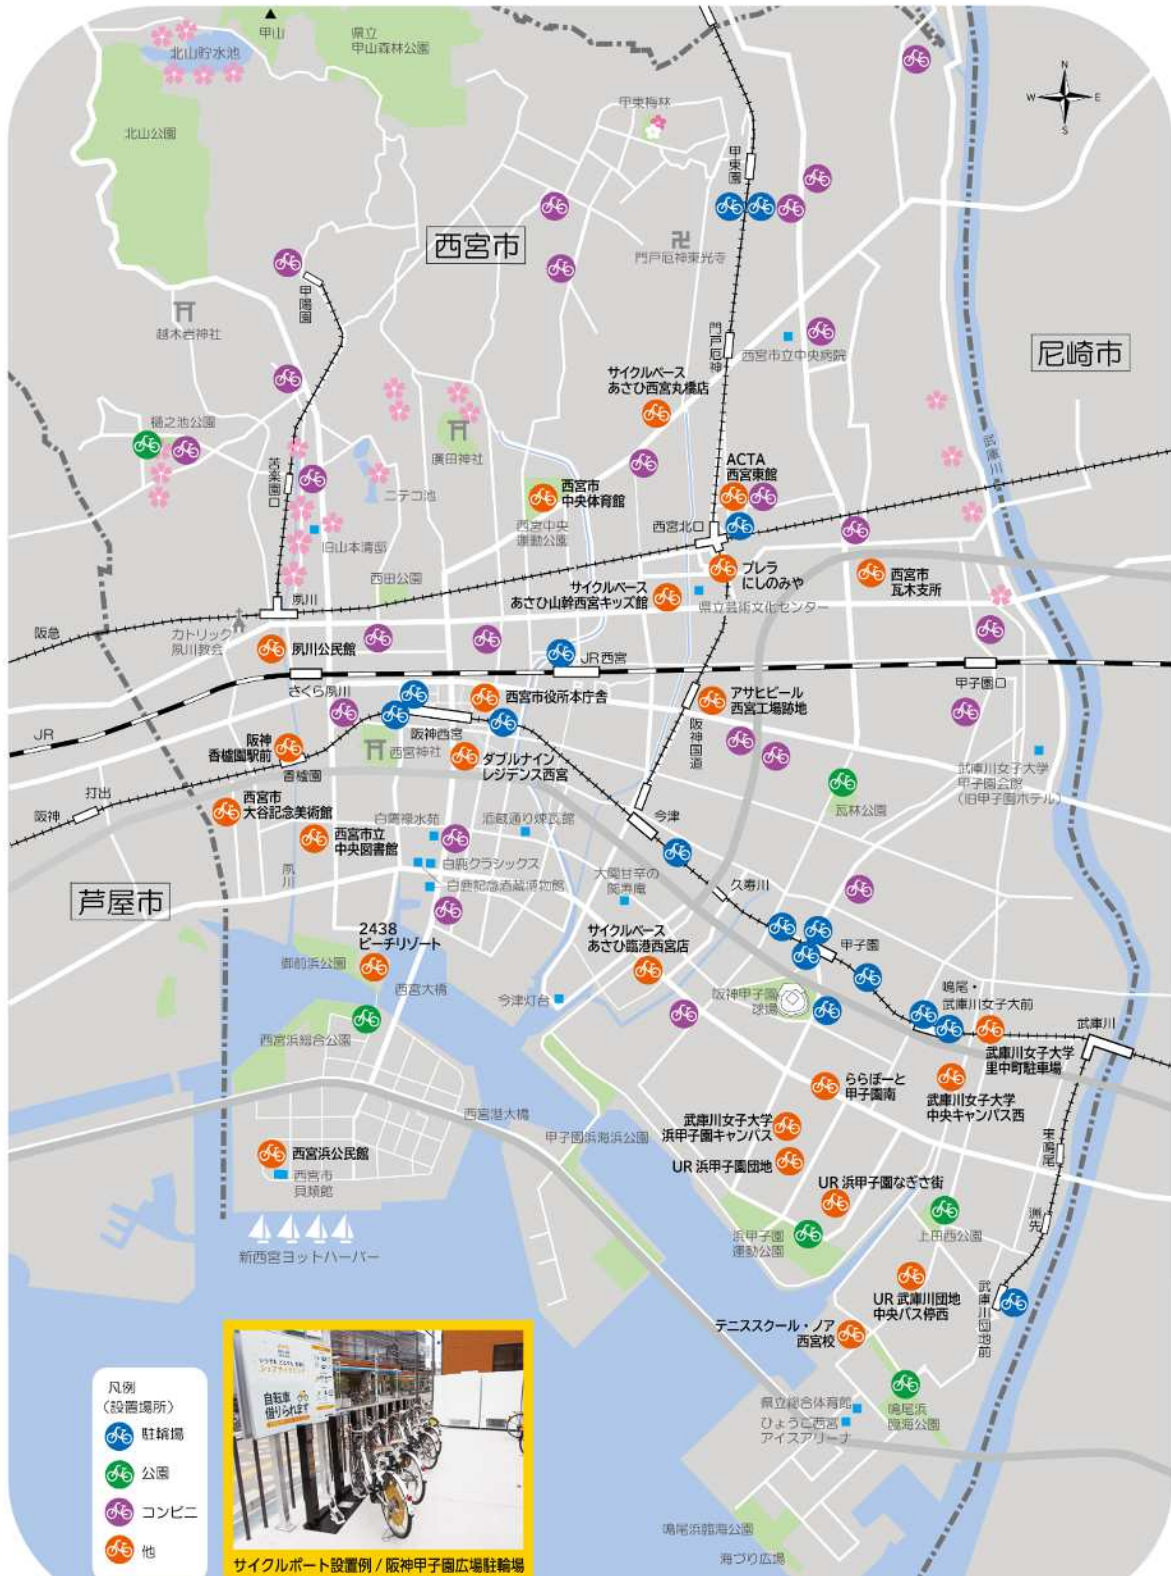 甲山
県立
甲山森林公園
北山貯水池
北山公園
甲東梅林
N
W
E
S
甲東園
西宮市
門戸厄神東光寺
甲陽園
越木岩神社
門戸厄神
西宮市立中央病院
尼崎市
サイクルベース
あさひ西宮丸橋店
樋之池公園
廣田神社
武庫川
苦楽園口
ニテコ池
ACTA
西宮東館
西宮市
中央体育館
西宮中央
運動公園
西宮北口
旧山本清邸
西田公園
プレラ
にしのみや
西宮市
瓦木支所
サイクルベース
あさひ山幹西宮キッズ館
県立芸術文化センター
夙川
阪急
カトリック
夙川教会
夙川公民館
JR西宮
さくら夙川
甲子園口
西宮市役所本庁舎
アサヒビール
西宮工場跡地
阪神国道
JR
阪神
香櫨園駅前
阪神西宮
西宮神社
ダブルナイン
レジデンス西宮
武庫川女子大学
甲子園会館
(旧甲子園ホテル)
香櫨園
打出
阪神
西宮市
大谷記念美術館
瓦林公園
今津
白鷹禄水苑
酒蔵通り煉瓦館
西宮市立
中央図書館
夙川
白鹿クラシックス
白鹿記念酒造博物館
大関甘辛の
関寿庵
久寿川
芦屋市
2438
ビーチリゾート
サイクルベース
あさひ臨港西宮店
甲子園
御前浜公園
西宮大橋
今津灯台
阪神甲子園
球場
鳴尾・
武庫川女子大前
武庫川
西宮浜総合公園
武庫川女子大学
里中町駐車場
ららぽーと
甲子園南
武庫川女子大学
中央キャンパス西
西宮港大橋
甲子園浜海浜公園
武庫川女子大学
浜甲子園キャンパス
東鳴尾
西宮浜公民館
UR 浜甲子園団地
西宮市
貝類館
UR 浜甲子園なぎさ街
洲先
新西宮ヨットハーバー
浜甲子園
運動公園
上田西公園
UR 武庫川団地
中央バス停西
武庫川団地前
テニススクール・ノア
西宮校
県立総合体育館
ひょうご西宮
アイスアリーナ
鳴尾浜
臨海公園
凡例
(設置場所)
駐輪場
公園
コンビニ
他
シェアサイクル
自転車
借りられます
サイクルポート設置例 / 阪神甲子園広場駐輪場
鳴尾浜臨海公園
海づり広場